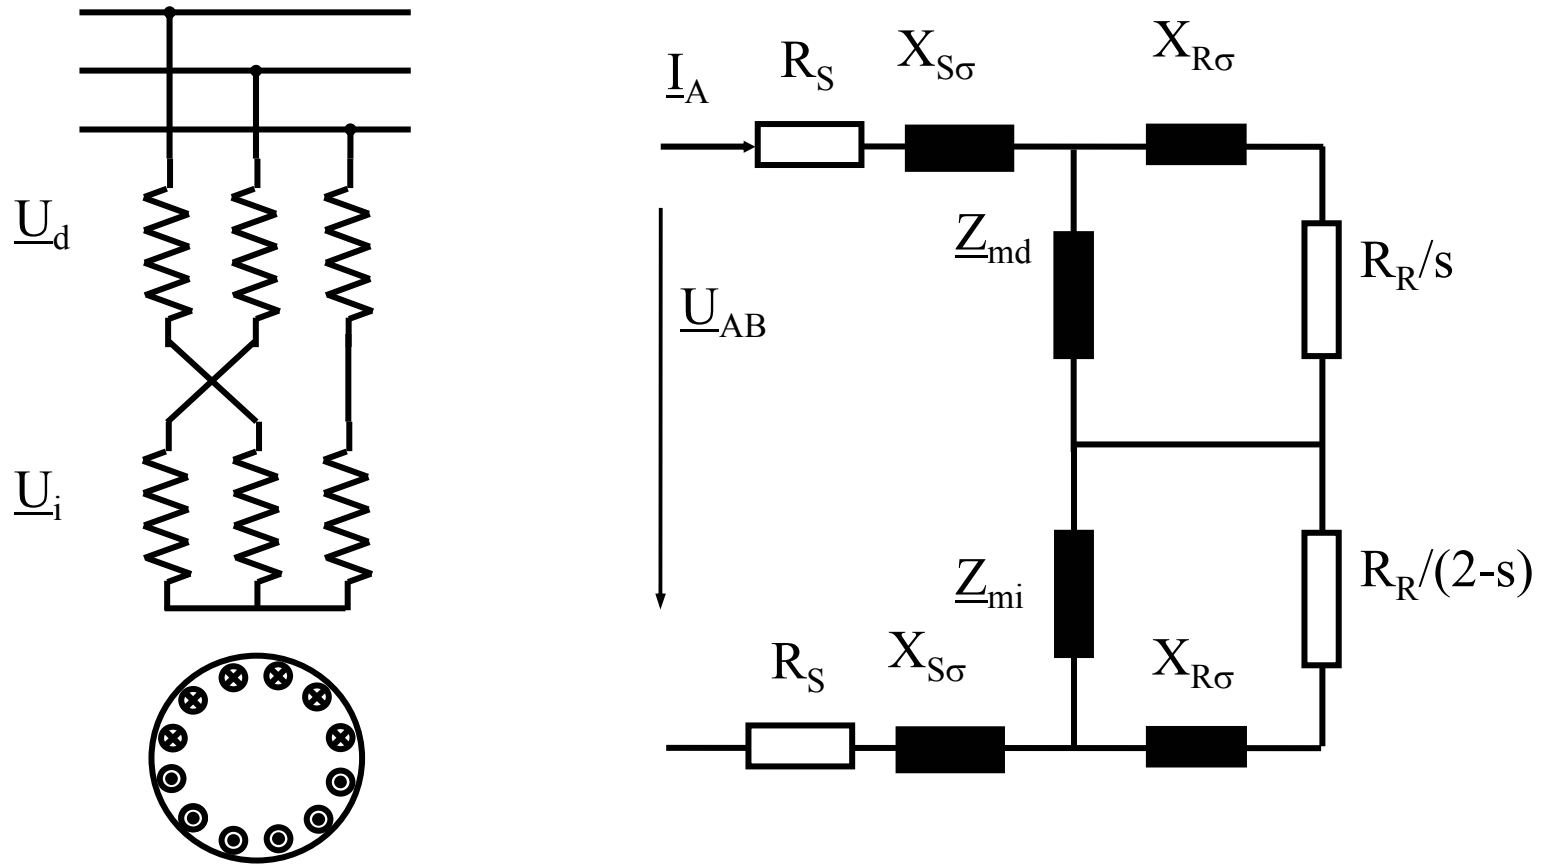 U_d
U_i
I_A
R_S
X_Sσ
X_Rσ
Z_md
R_R/s
U_AB
Z_mi
R_R/(2-s)
R_S
X_Sσ
X_Rσ